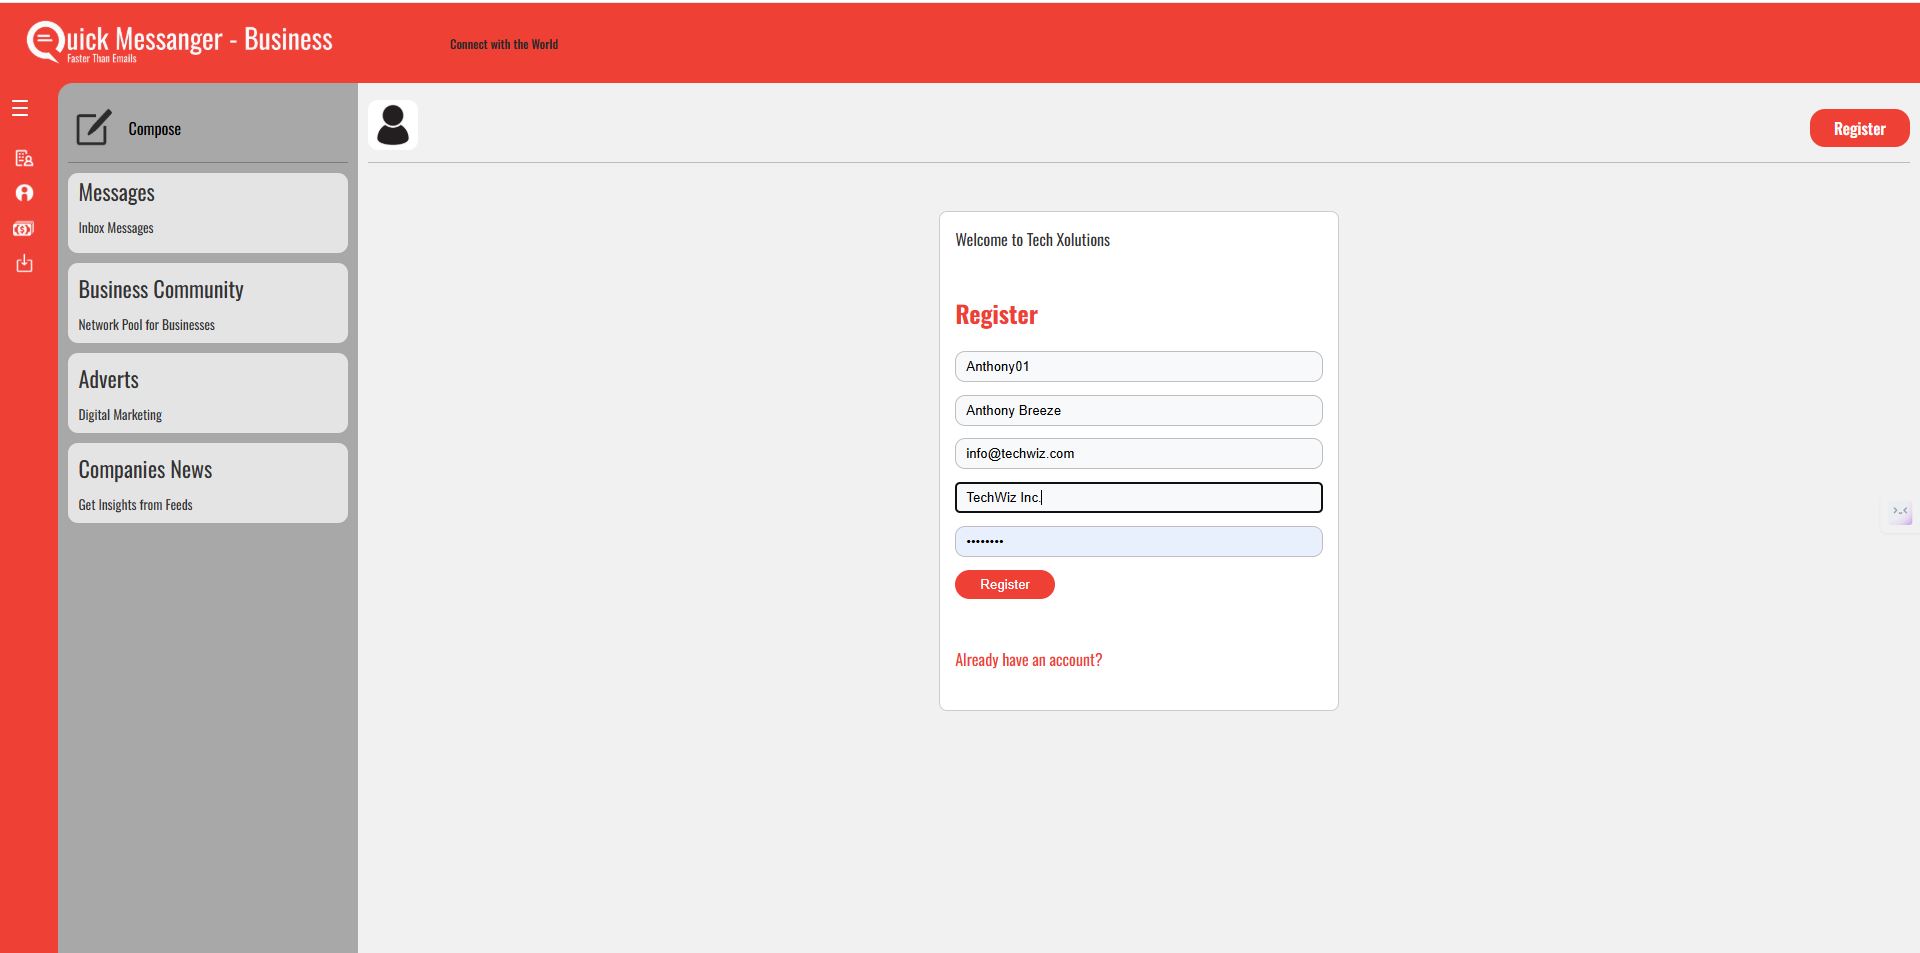 Quick Messanger - Business
Faster Than Emails
Connect with the World
Compose
Register
Messages
Inbox Messages
Business Community
Network Pool for Businesses
Adverts
Digital Marketing
Companies News
Get Insights from Feeds
Welcome to Tech Xolutions
Register
Anthony01
Anthony Breeze
info@techwiz.com
TechWiz Inc.
••••••••
Register
Already have an account?